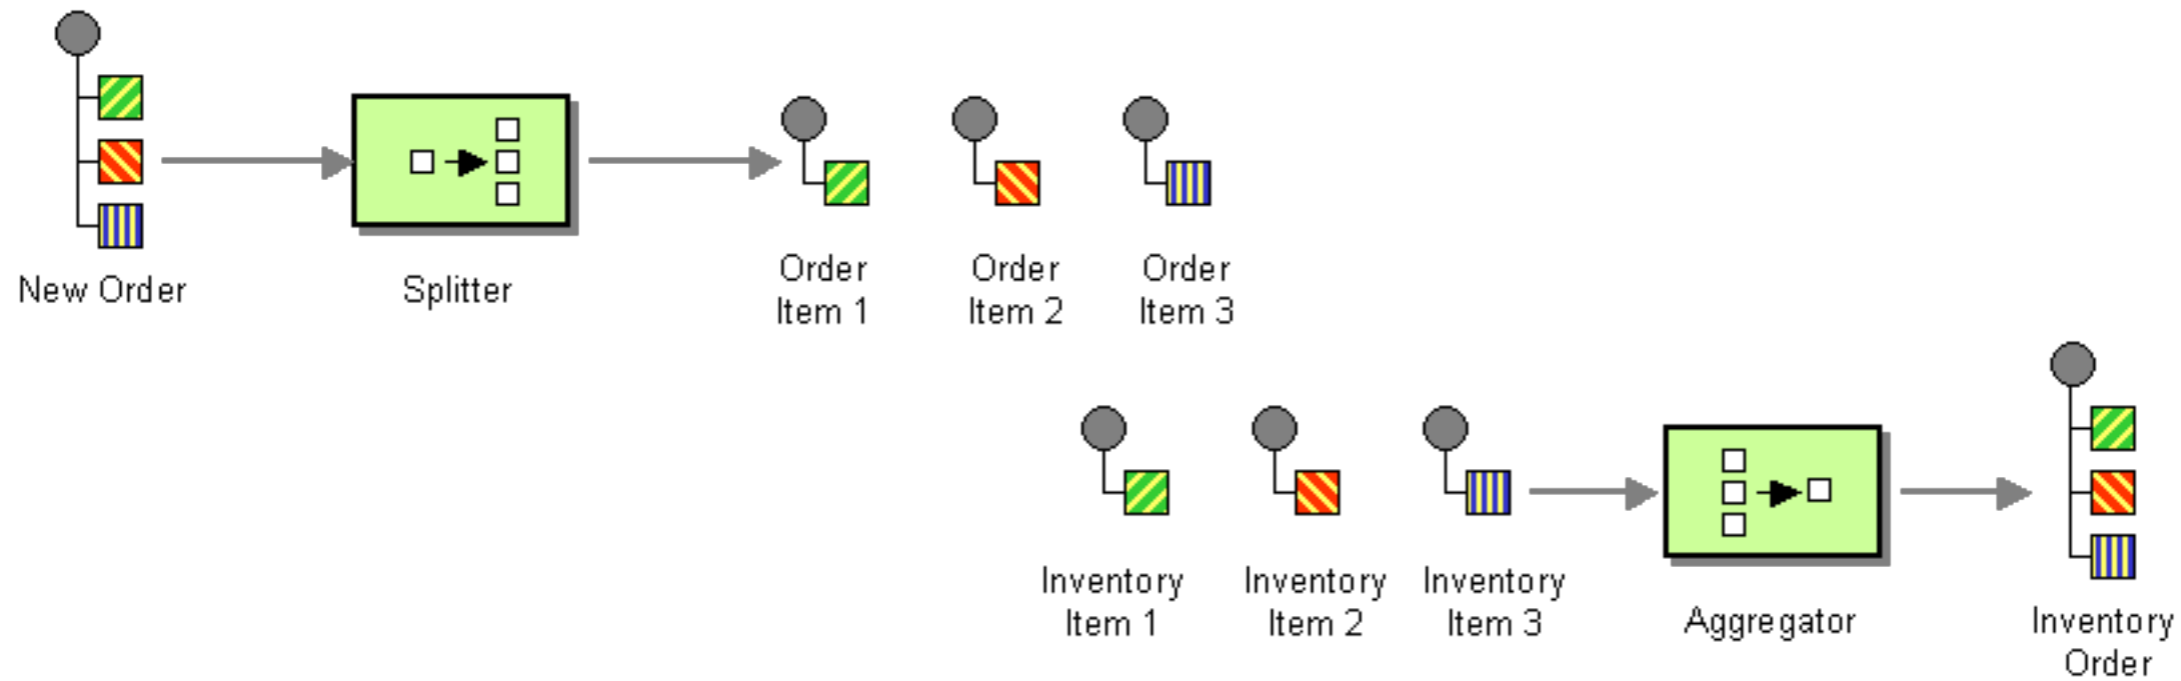 New Order
Splitter
Order
Item 1
Order
Item 2
Order
Item 3
Inventory
Item 1
Inventory
Item 2
Inventory
Item 3
Aggregator
Inventory
Order